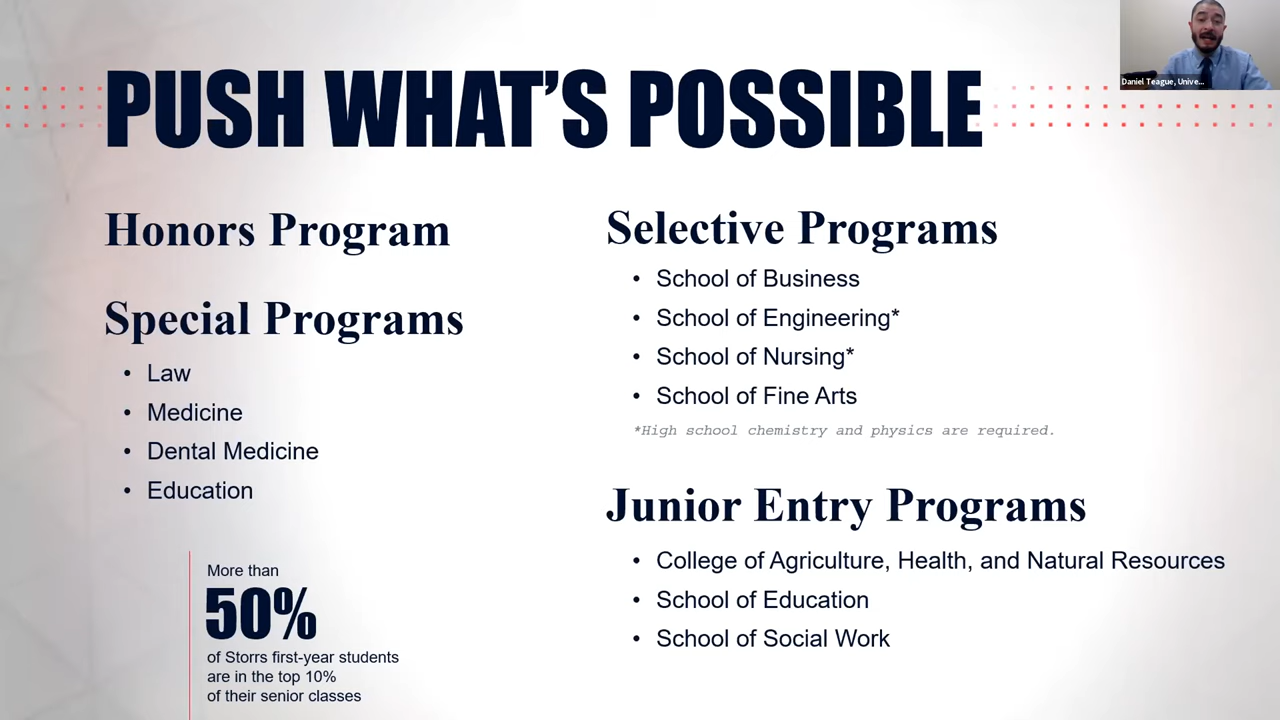 PUSH WHAT'S POSSIBLE
Daniel Teague, Unive...
Honors Program
Special Programs
• Law
• Medicine
• Dental Medicine
• Education
More than
50%
of Storrs first-year students
are in the top 10%
of their senior classes
Selective Programs
• School of Business
• School of Engineering*
• School of Nursing*
• School of Fine Arts
*High school chemistry and physics are required.
Junior Entry Programs
• College of Agriculture, Health, and Natural Resources
• School of Education
• School of Social Work